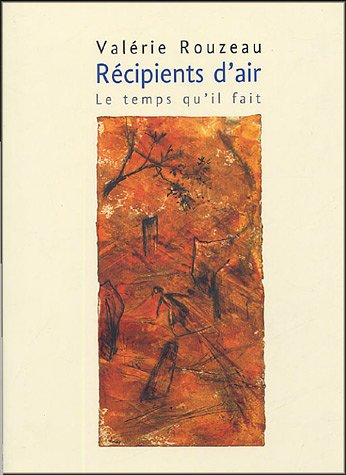 Valérie Rouzeau
Récipients d'air
Le temps qu'il fait